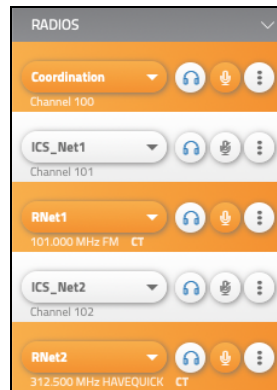 RADIOS
Coordination
Channel 100
ICS_Net1
Channel 101
RNet1
101.000 MHz FM CT
ICS_Net2
Channel 102
RNet2
312.500 MHz HAVEQUICK CT